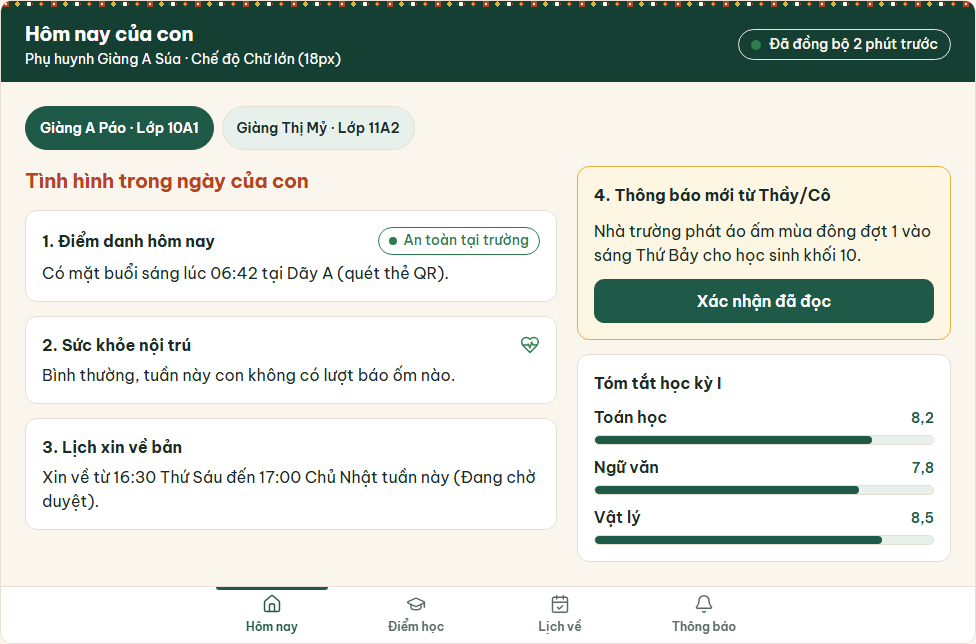 Hôm nay của con
Phụ huynh Giàng A Súa · Chế độ Chữ lớn (18px)
Đã đồng bộ 2 phút trước
Giàng A Páo · Lớp 10A1
Giàng Thị Mỷ · Lớp 11A2
Tình hình trong ngày của con
1. Điểm danh hôm nay
An toàn tại trường
Có mặt buổi sáng lúc 06:42 tại Dãy A (quét thẻ QR).
2. Sức khỏe nội trú
Bình thường, tuần này con không có lượt báo ốm nào.
3. Lịch xin về bản
Xin về từ 16:30 Thứ Sáu đến 17:00 Chủ Nhật tuần này (Đang chờ
duyệt).
4. Thông báo mới từ Thầy/Cô
Nhà trường phát áo ấm mùa đông đợt 1 vào
sáng Thứ Bảy cho học sinh khối 10.
Xác nhận đã đọc
Tóm tắt học kỳ I
Toán học 8,2
Ngữ văn 7,8
Vật lý 8,5
Hôm nay
Điểm học
Lịch về
Thông báo